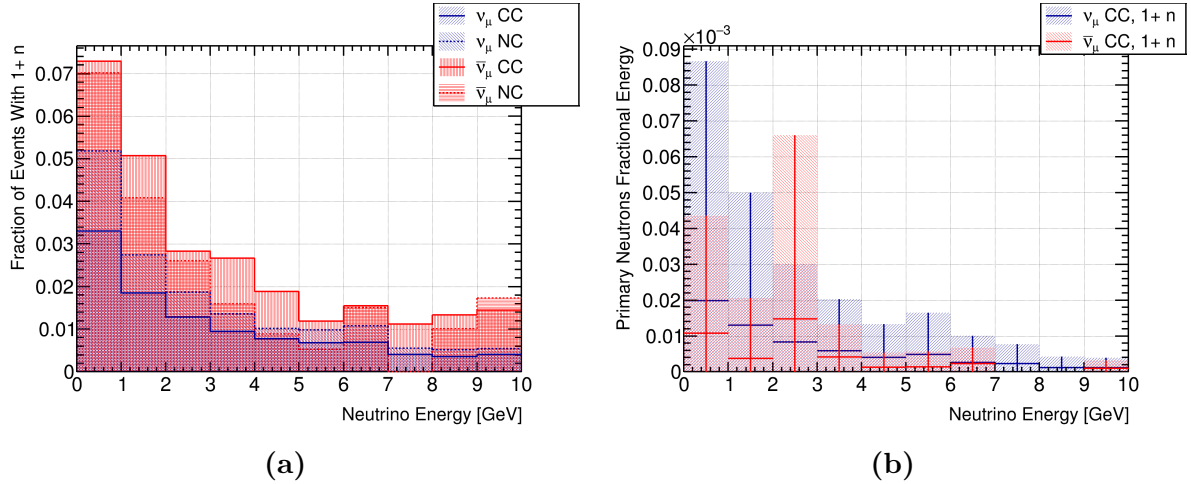 ν_μ CC
ν_μ NC
ν̅_μ CC
ν̅_μ NC
Fraction of Events With 1+ n
0.07
0.06
0.05
0.04
0.03
0.02
0.01
0
0 1 2 3 4 5 6 7 8 9 10
Neutrino Energy [GeV]
(a)
ν_μ CC, 1+ n
ν̅_μ CC, 1+ n
×10⁻³
Primary Neutrons Fractional Energy
0.09
0.08
0.07
0.06
0.05
0.04
0.03
0.02
0.01
0
0 1 2 3 4 5 6 7 8 9 10
Neutrino Energy [GeV]
(b)